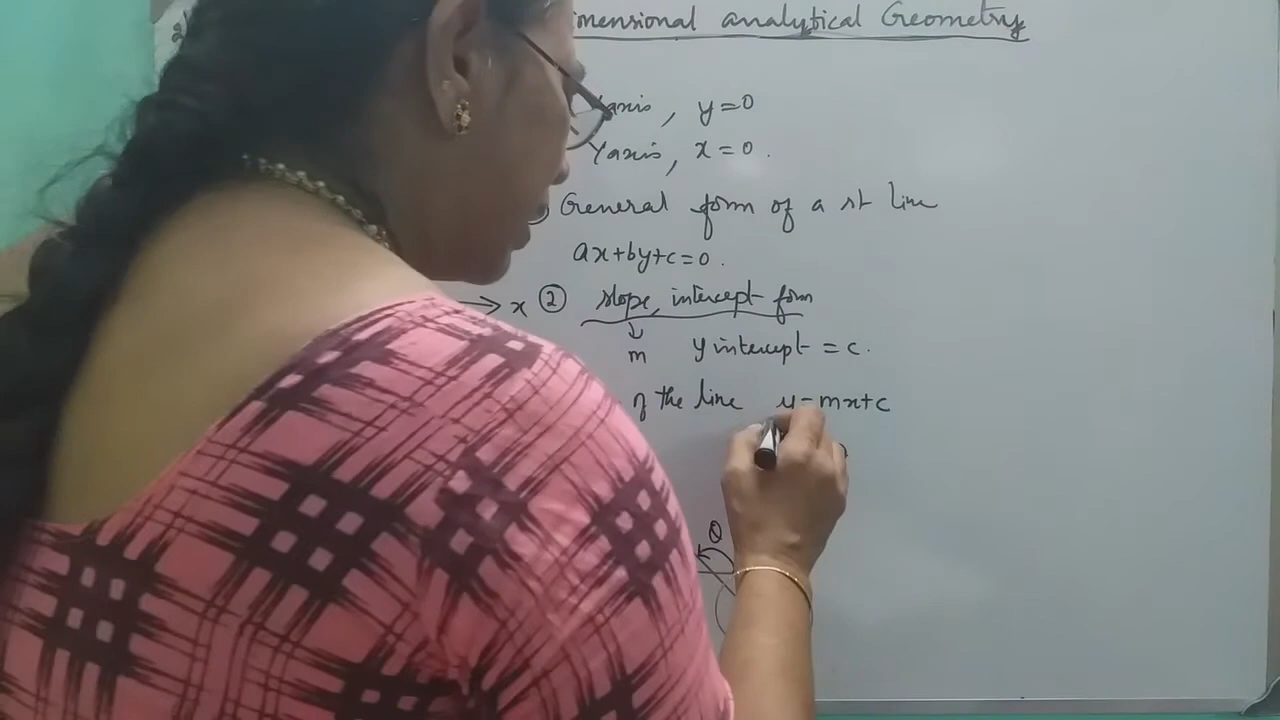 imensional analytical Geometry
axis, y=0
Yaxis, x=0.
General form of a st line
ax+by+c=0.
x ② slope, intercept form
m y intercept = c.
of the line y=mx+c
θ